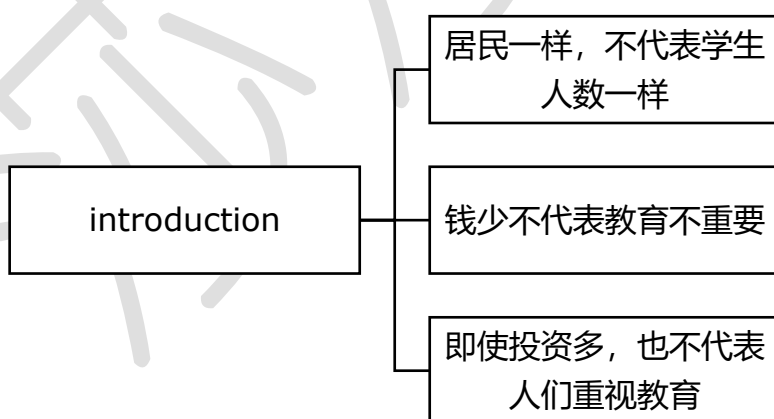 居民一样，不代表学生
人数一样
introduction
钱少不代表教育不重要
即使投资多，也不代表
人们重视教育